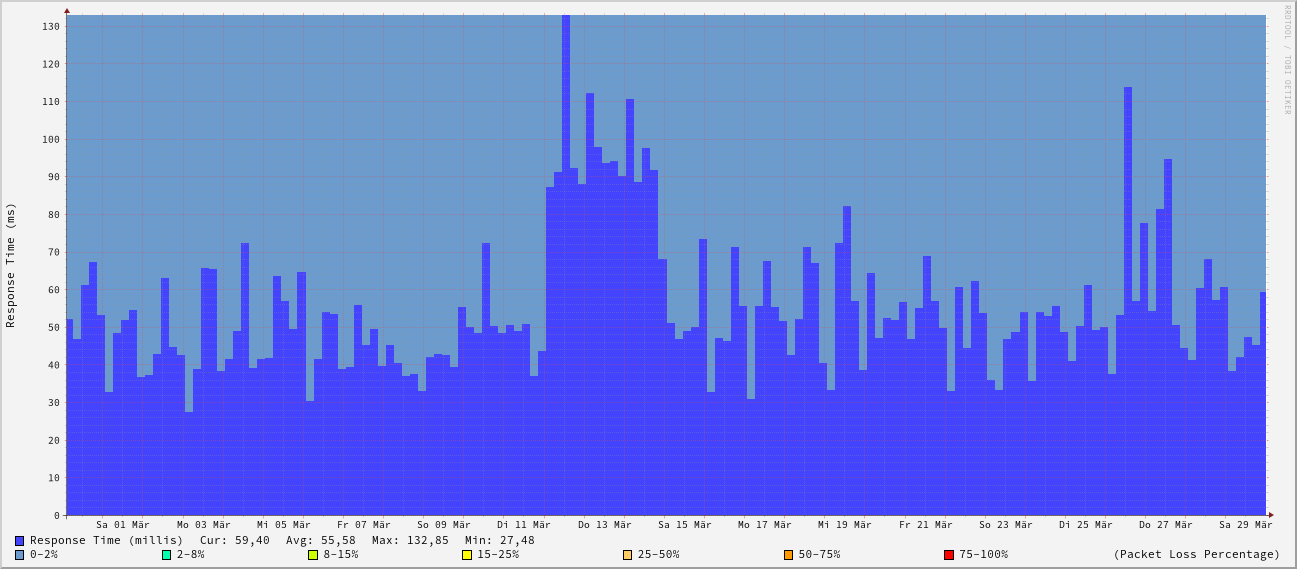 RRDTOOL / TOBI OETIKER
Response Time (ms)
130
120
110
100
90
80
70
60
50
40
30
20
10
0
Sa 01 Mär Mo 03 Mär Mi 05 Mär Fr 07 Mär So 09 Mär Di 11 Mär Do 13 Mär Sa 15 Mär Mo 17 Mär Mi 19 Mär Fr 21 Mär So 23 Mär Di 25 Mär Do 27 Mär Sa 29 Mär
Response Time (millis) Cur: 59,40 Avg: 55,58 Max: 132,85 Min: 27,48
0-2% 2-8% 8-15% 15-25% 25-50% 50-75% 75-100% (Packet Loss Percentage)